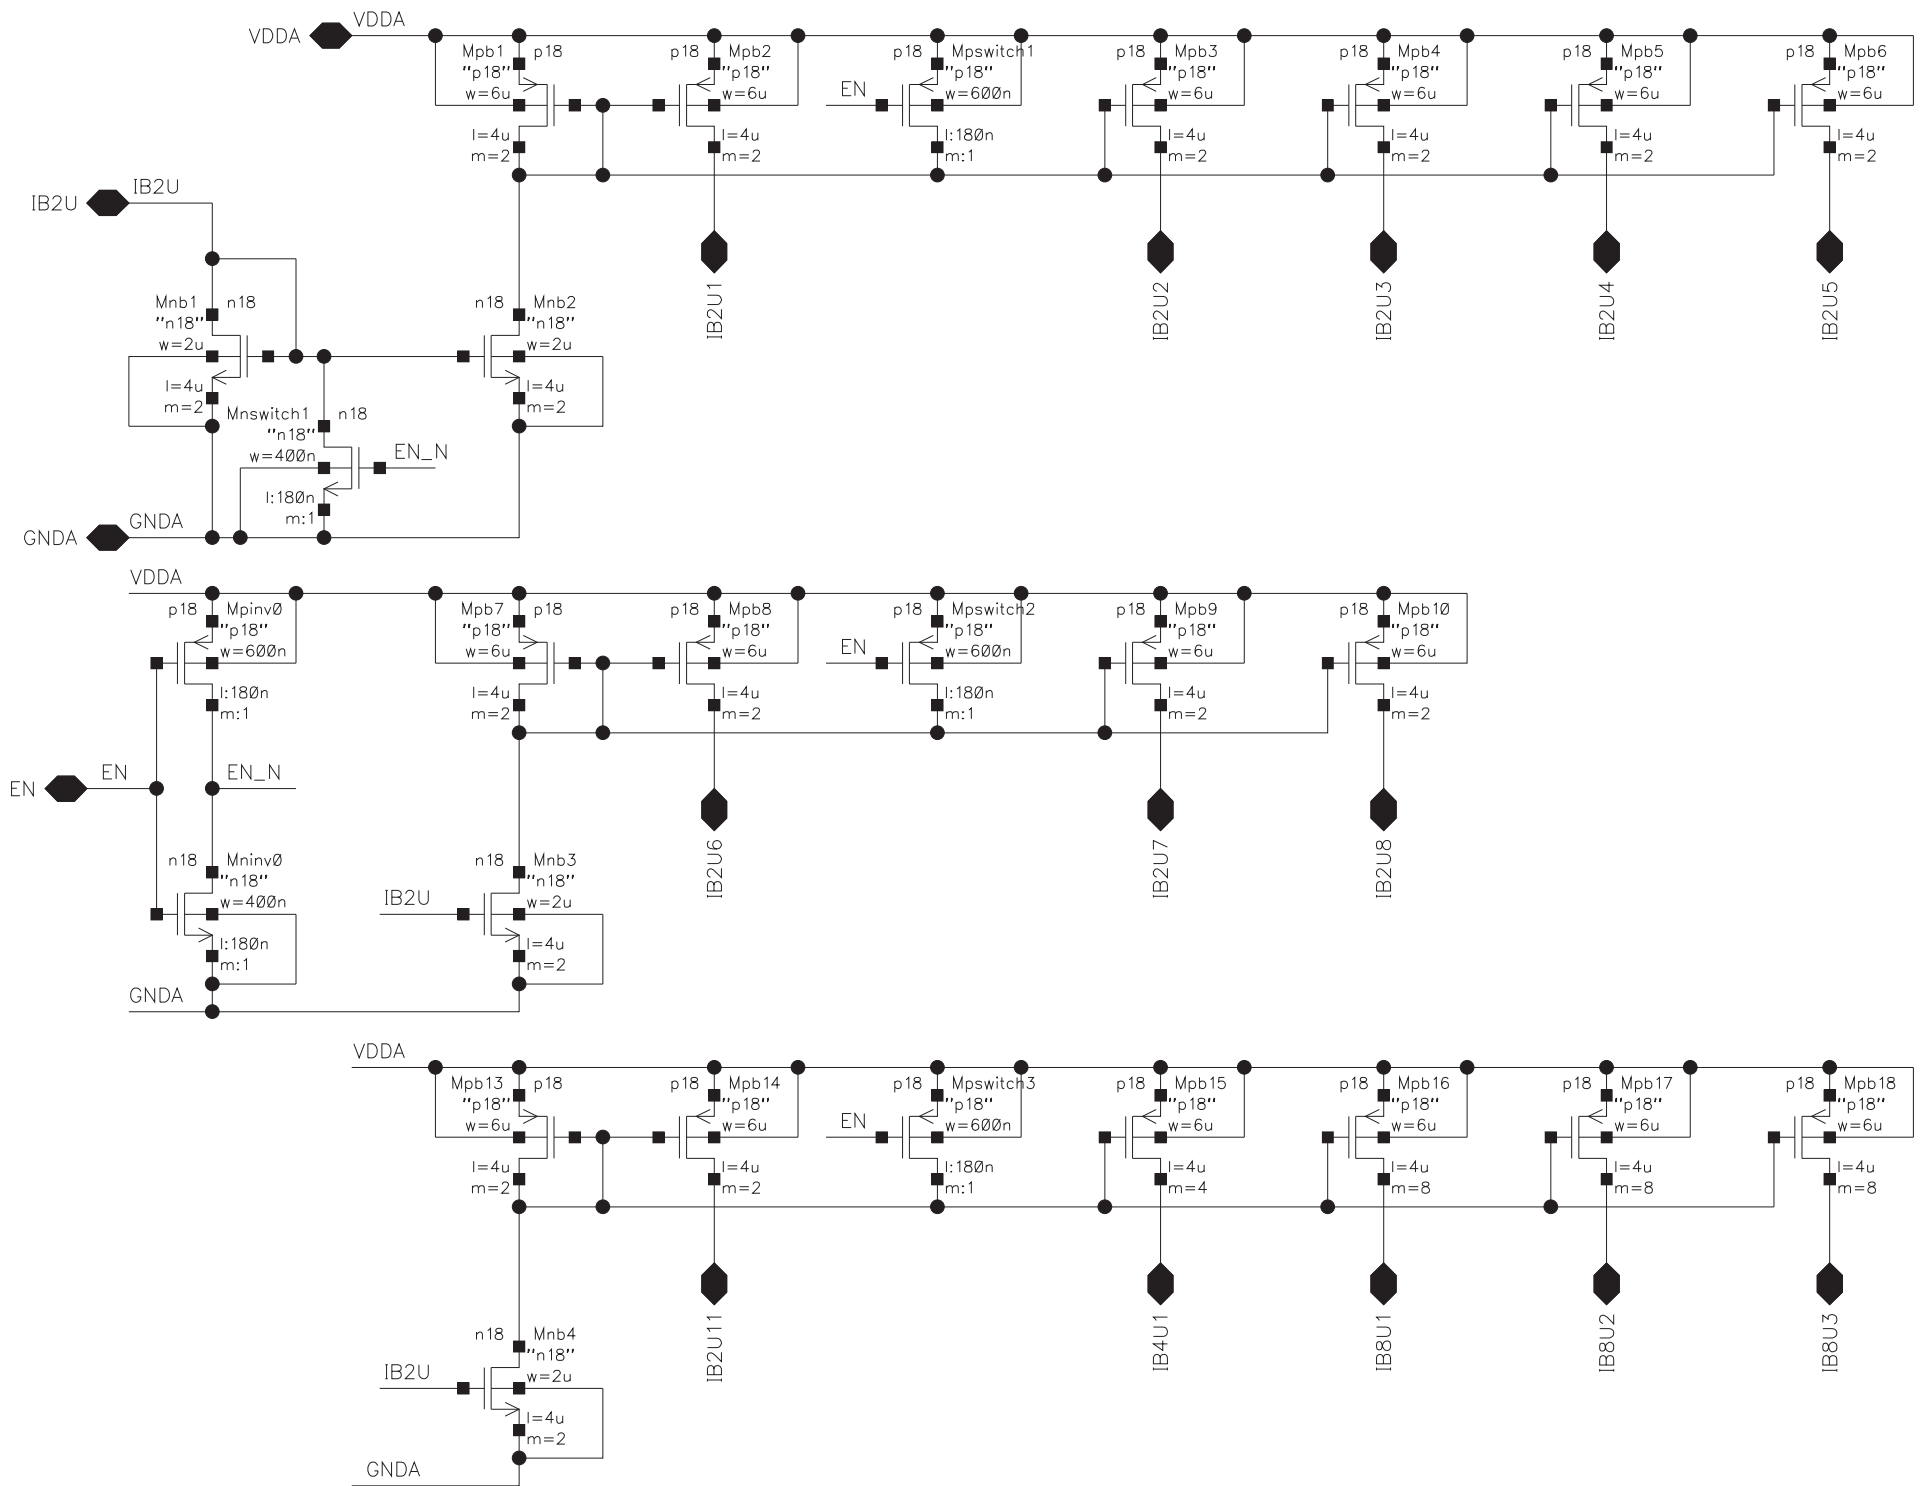 VDDA
VDDA
Mpb1 p18
"p18"
w=6u
l=4u
m=2
p18 Mpb2
"p18"
w=6u
l=4u
m=2
p18 Mpswitch1
EN
"p18"
w=600n
l:180n
m:1
p18 Mpb3
"p18"
w=6u
l=4u
m=2
p18 Mpb4
"p18"
w=6u
l=4u
m=2
p18 Mpb5
"p18"
w=6u
l=4u
m=2
p18 Mpb6
"p18"
w=6u
l=4u
m=2
IB2U
IB2U
IB2U1
IB2U2
IB2U3
IB2U4
IB2U5
Mnb1 n18
"n18"
w=2u
l=4u
m=2
n18 Mnb2
"n18"
w=2u
l=4u
m=2
Mnswitch1 n18
"n18"
w=400n
EN_N
l:180n
m:1
GNDA
GNDA
VDDA
p18 Mpinv0
"p18"
w=600n
l:180n
m:1
Mpb7 p18
"p18"
w=6u
l=4u
m=2
p18 Mpb8
"p18"
w=6u
l=4u
m=2
p18 Mpswitch2
EN
"p18"
w=600n
l:180n
m:1
p18 Mpb9
"p18"
w=6u
l=4u
m=2
p18 Mpb10
"p18"
w=6u
l=4u
m=2
EN
EN
EN_N
IB2U6
IB2U7
IB2U8
n18 Mninv0
"n18"
w=400n
l:180n
m:1
n18 Mnb3
IB2U
"n18"
w=2u
l=4u
m=2
GNDA
VDDA
Mpb13 p18
"p18"
w=6u
l=4u
m=2
p18 Mpb14
"p18"
w=6u
l=4u
m=2
p18 Mpswitch3
EN
"p18"
w=600n
l:180n
m:1
p18 Mpb15
"p18"
w=6u
l=4u
m=4
p18 Mpb16
"p18"
w=6u
l=4u
m=8
p18 Mpb17
"p18"
w=6u
l=4u
m=8
p18 Mpb18
"p18"
w=6u
l=4u
m=8
IB2U11
IB4U1
IB8U1
IB8U2
IB8U3
n18 Mnb4
IB2U
"n18"
w=2u
l=4u
m=2
GNDA